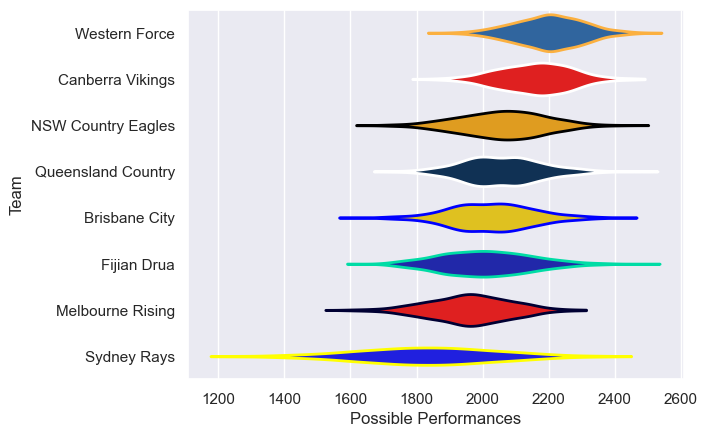 Western Force
Canberra Vikings
NSW Country Eagles
Queensland Country
Brisbane City
Fijian Drua
Melbourne Rising
Sydney Rays
Team
1200 1400 1600 1800 2000 2200 2400 2600
Possible Performances